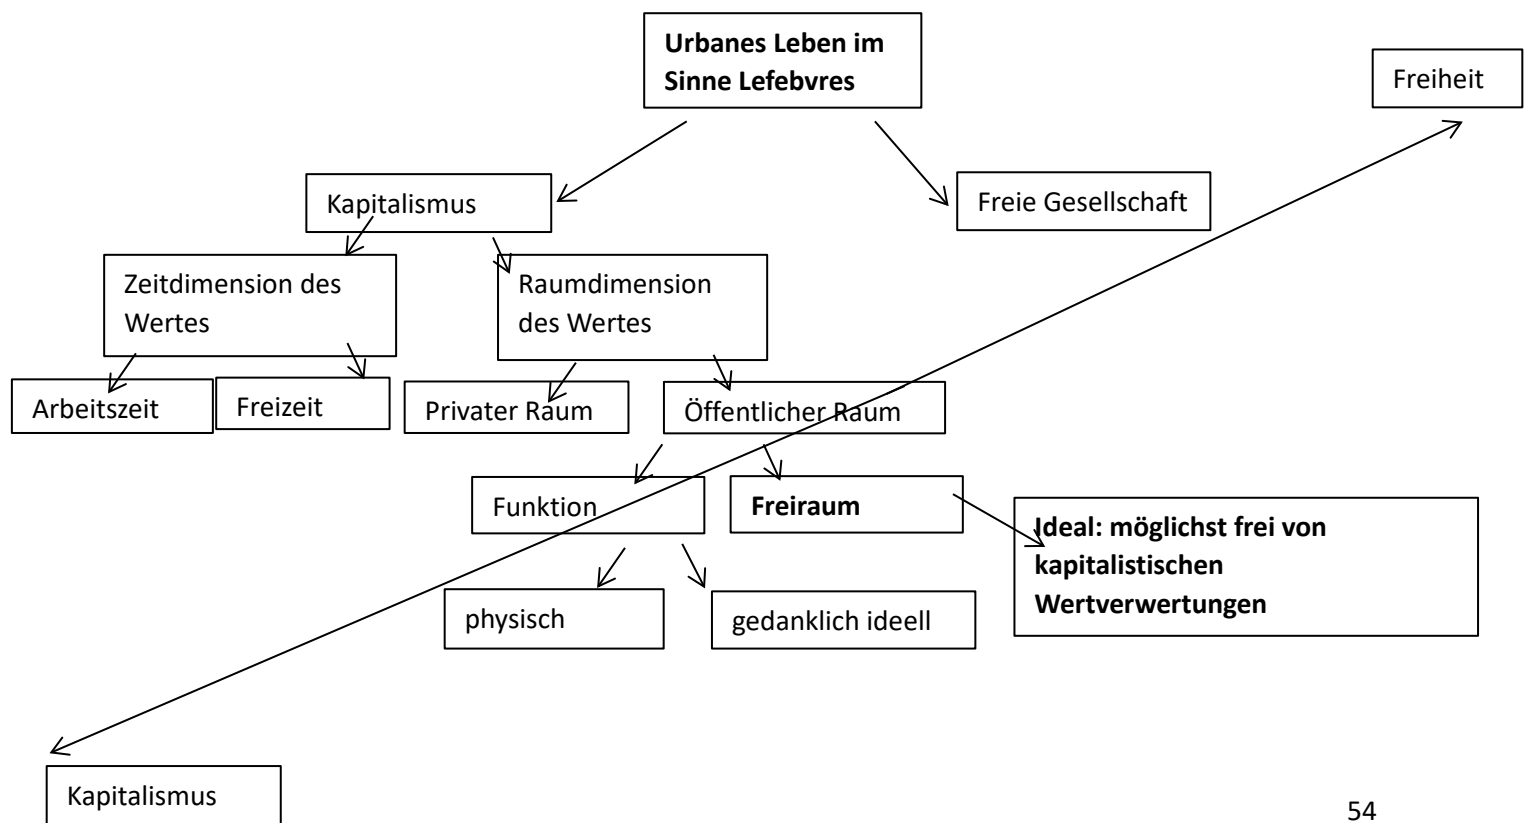 Urbanes Leben im
Sinne Lefebvres
Freiheit
Kapitalismus
Freie Gesellschaft
Zeitdimension des
Wertes
Raumdimension
des Wertes
Arbeitszeit
Freizeit
Privater Raum
Öffentlicher Raum
Funktion
Freiraum
Ideal: möglichst frei von
kapitalistischen
Wertverwertungen
physisch
gedanklich ideell
Kapitalismus
54